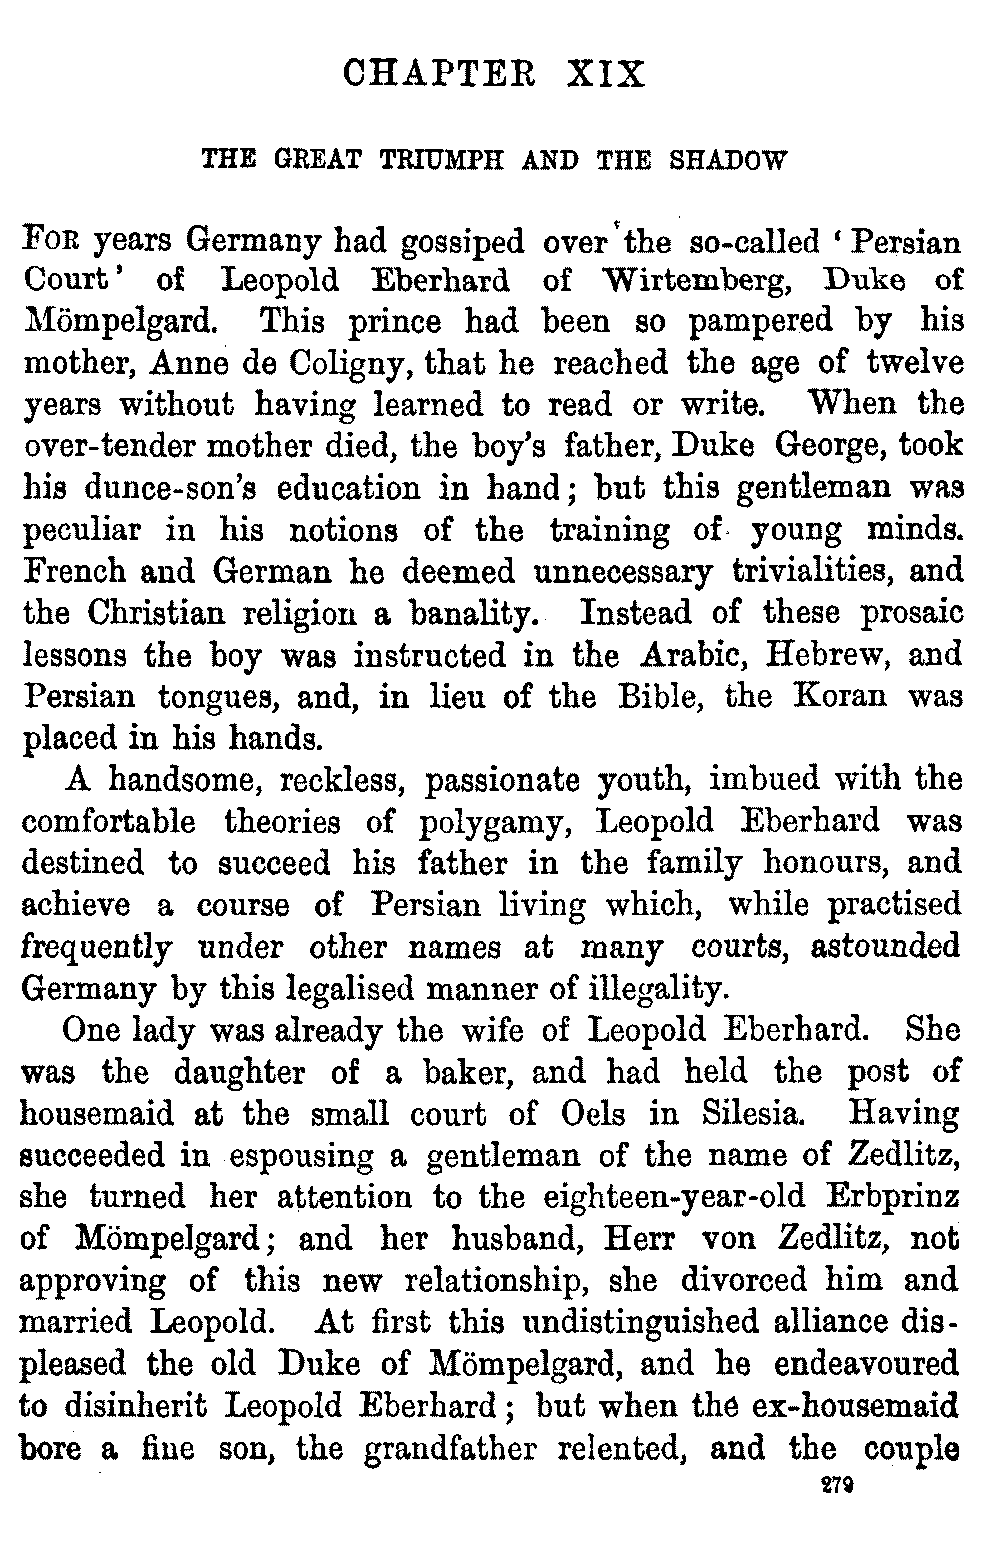 CHAPTER XIX
THE GREAT TRIUMPH AND THE SHADOW
FOR years Germany had gossiped over the so-called ‘Persian
Court’ of Leopold Eberhard of Wirtemberg, Duke of
Mömpelgard. This prince had been so pampered by his
mother, Anne de Coligny, that he reached the age of twelve
years without having learned to read or write. When the
over-tender mother died, the boy's father, Duke George, took
his dunce-son's education in hand; but this gentleman was
peculiar in his notions of the training of young minds.
French and German he deemed unnecessary trivialities, and
the Christian religion a banality. Instead of these prosaic
lessons the boy was instructed in the Arabic, Hebrew, and
Persian tongues, and, in lieu of the Bible, the Koran was
placed in his hands.
A handsome, reckless, passionate youth, imbued with the
comfortable theories of polygamy, Leopold Eberhard was
destined to succeed his father in the family honours, and
achieve a course of Persian living which, while practised
frequently under other names at many courts, astounded
Germany by this legalised manner of illegality.
One lady was already the wife of Leopold Eberhard. She
was the daughter of a baker, and had held the post of
housemaid at the small court of Oels in Silesia. Having
succeeded in espousing a gentleman of the name of Zedlitz,
she turned her attention to the eighteen-year-old Erbprinz
of Mömpelgard; and her husband, Herr von Zedlitz, not
approving of this new relationship, she divorced him and
married Leopold. At first this undistinguished alliance dis-
pleased the old Duke of Mömpelgard, and he endeavoured
to disinherit Leopold Eberhard; but when the ex-housemaid
bore a fine son, the grandfather relented, and the couple
279